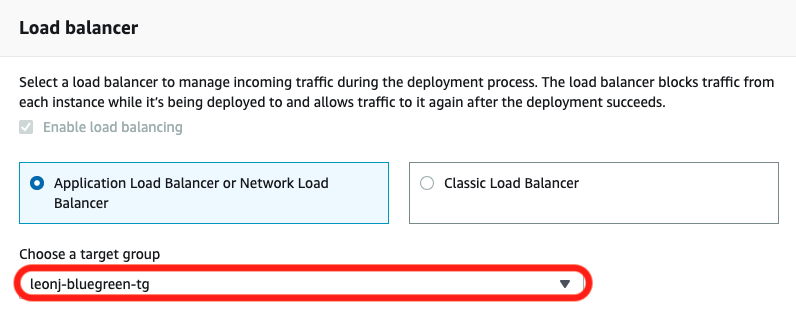 Load balancer
Select a load balancer to manage incoming traffic during the deployment process. The load balancer blocks traffic from
each instance while it's being deployed to and allows traffic to it again after the deployment succeeds.
Enable load balancing
Application Load Balancer or Network Load
Balancer
Classic Load Balancer
Choose a target group
leonj-bluegreen-tg